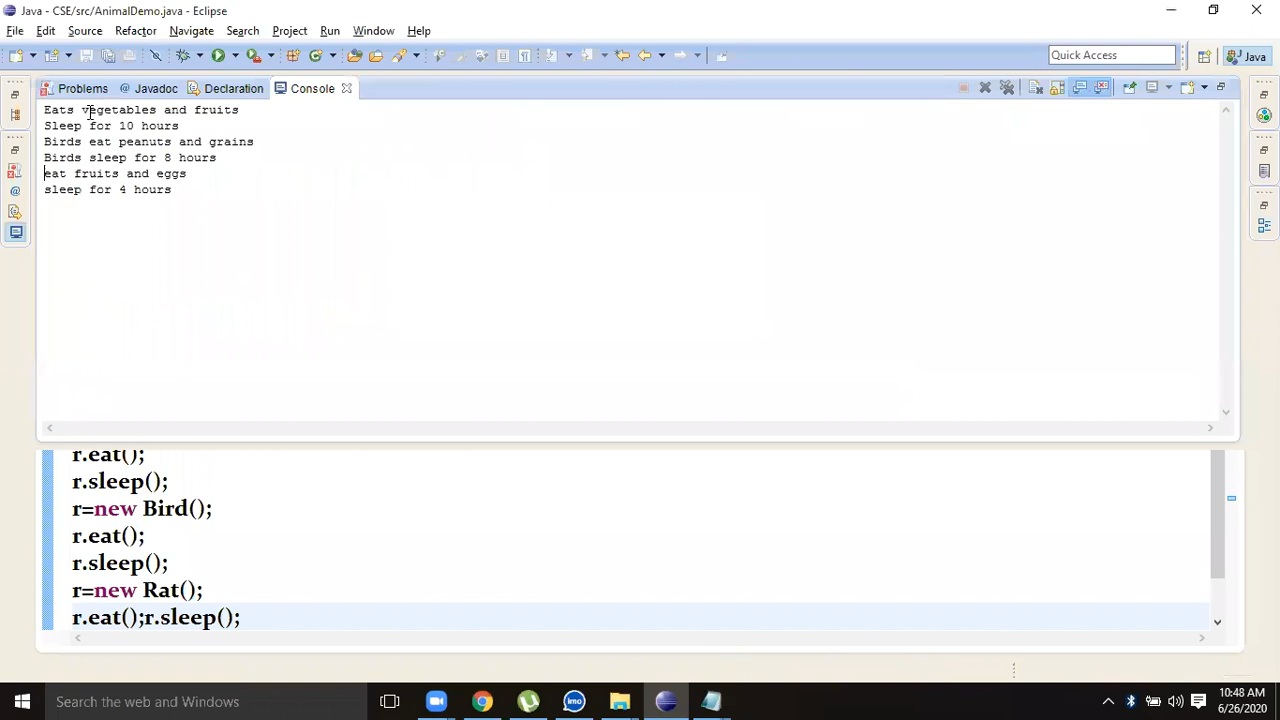 Java - CSE/src/AnimalDemo.java - Eclipse
File Edit Source Refactor Navigate Search Project Run Window Help
Quick Access
Java
Problems @ Javadoc Declaration Console
Eats vegetables and fruits
Sleep for 10 hours
Birds eat peanuts and grains
Birds sleep for 8 hours
eat fruits and eggs
sleep for 4 hours
r.eat();
r.sleep();
r=new Bird();
r.eat();
r.sleep();
r=new Rat();
r.eat();r.sleep();
Search the web and Windows
imo
10:48 AM
6/26/2020